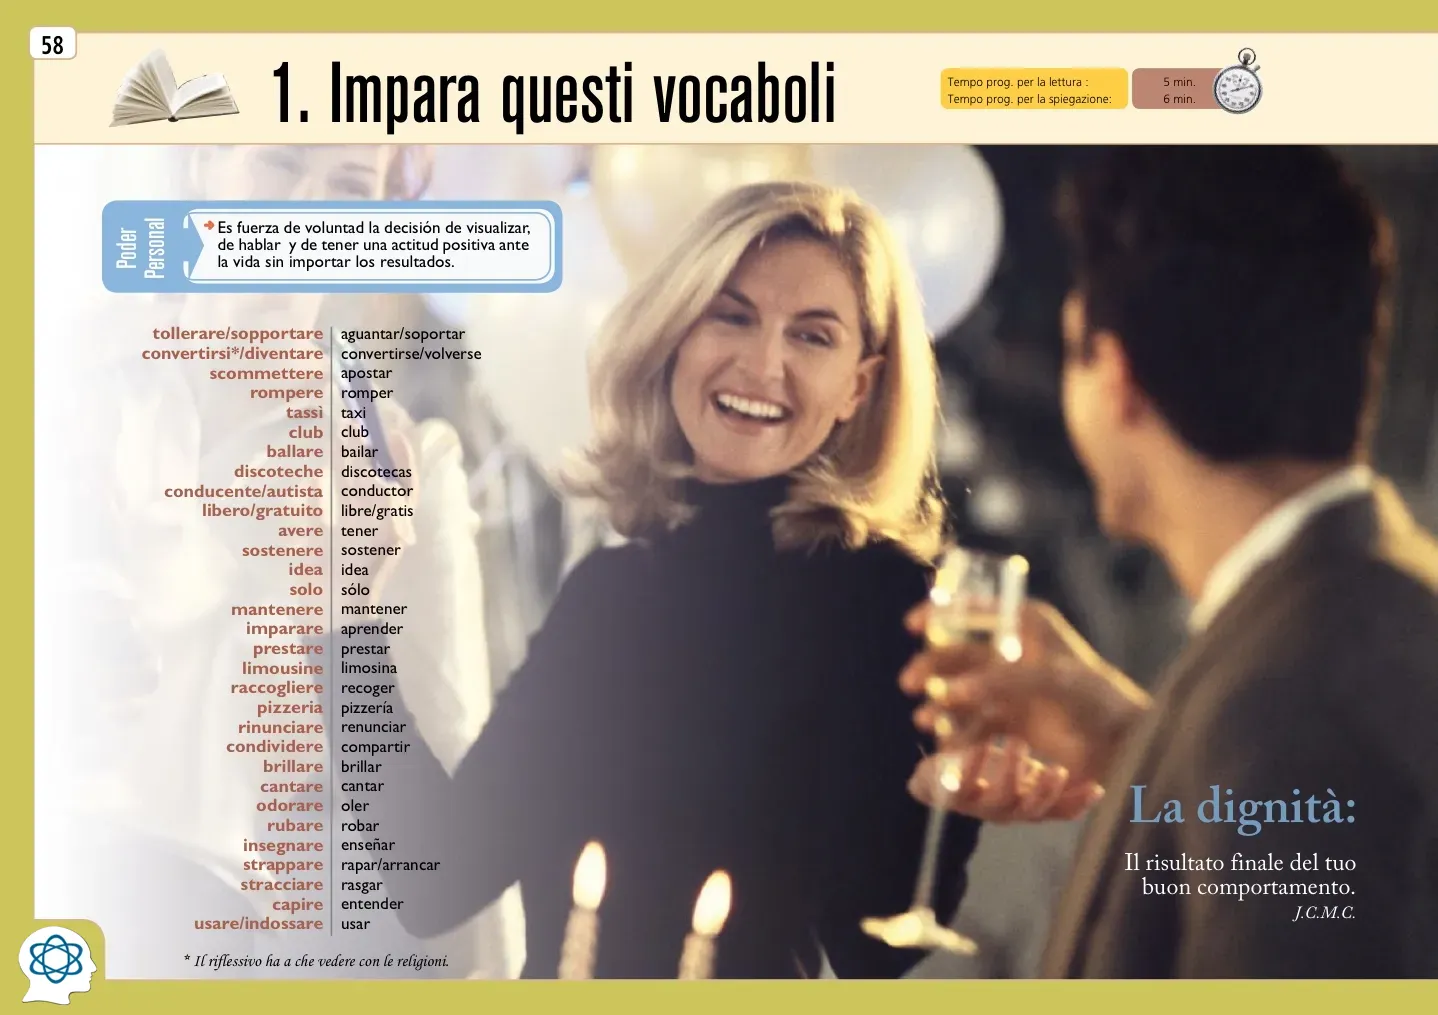 58
1. Impara questi vocaboli
Tempo prog. per la lettura : 5 min.
Tempo prog. per la spiegazione: 6 min.
Poder
Personal
Es fuerza de voluntad la decisión de visualizar,
de hablar y de tener una actitud positiva ante
la vida sin importar los resultados.
tollerare/sopportare aguantar/soportar
convertirsi*/diventare convertirse/volverse
scommettere apostar
rompere romper
tassì taxi
club club
ballare bailar
discoteche discotecas
conducente/autista conductor
libero/gratuito libre/gratis
avere tener
sostenere sostener
idea idea
solo sólo
mantenere mantener
imparare aprender
prestare prestar
limousine limosina
raccogliere recoger
pizzeria pizzería
rinunciare renunciar
condividere compartir
brillare brillar
cantare cantar
odorare oler
rubare robar
insegnare enseñar
strappare rapar/arrancar
stracciare rasgar
capire entender
usare/indossare usar
* Il riflessivo ha a che vedere con le religioni.
La dignità:
Il risultato finale del tuo
buon comportamento.
J.C.M.C.